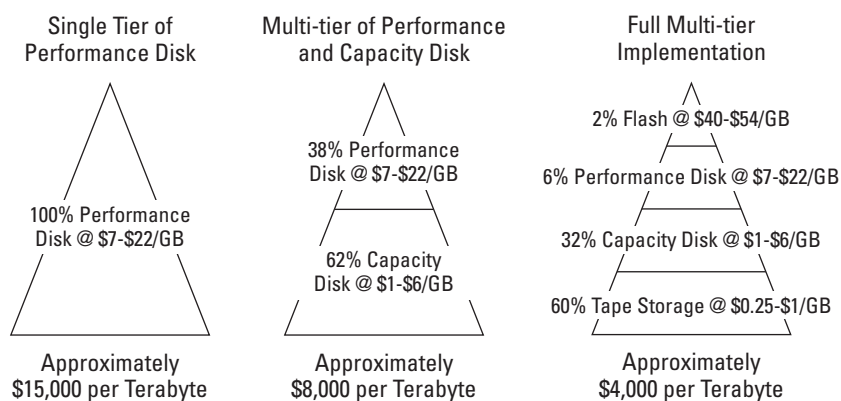 Single Tier of
Performance Disk
100% Performance
Disk @ $7-$22/GB
Approximately
$15,000 per Terabyte
Multi-tier of Performance
and Capacity Disk
38% Performance
Disk @ $7-$22/GB
62% Capacity
Disk @ $1-$6/GB
Approximately
$8,000 per Terabyte
Full Multi-tier
Implementation
2% Flash @ $40-$54/GB
6% Performance Disk @ $7-$22/GB
32% Capacity Disk @ $1-$6/GB
60% Tape Storage @ $0.25-$1/GB
Approximately
$4,000 per Terabyte